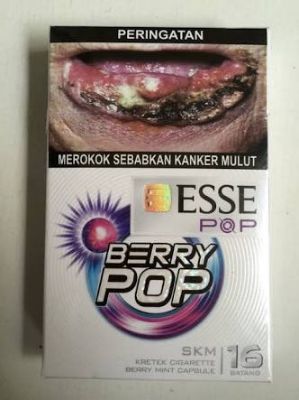 PERINGATAN
MEROKOK SEBABKAN KANKER MULUT
ESSE
POP
BERRY
POP
SKM
KRETEK CIGARETTE
BERRY MINT CAPSULE
16
BATANG